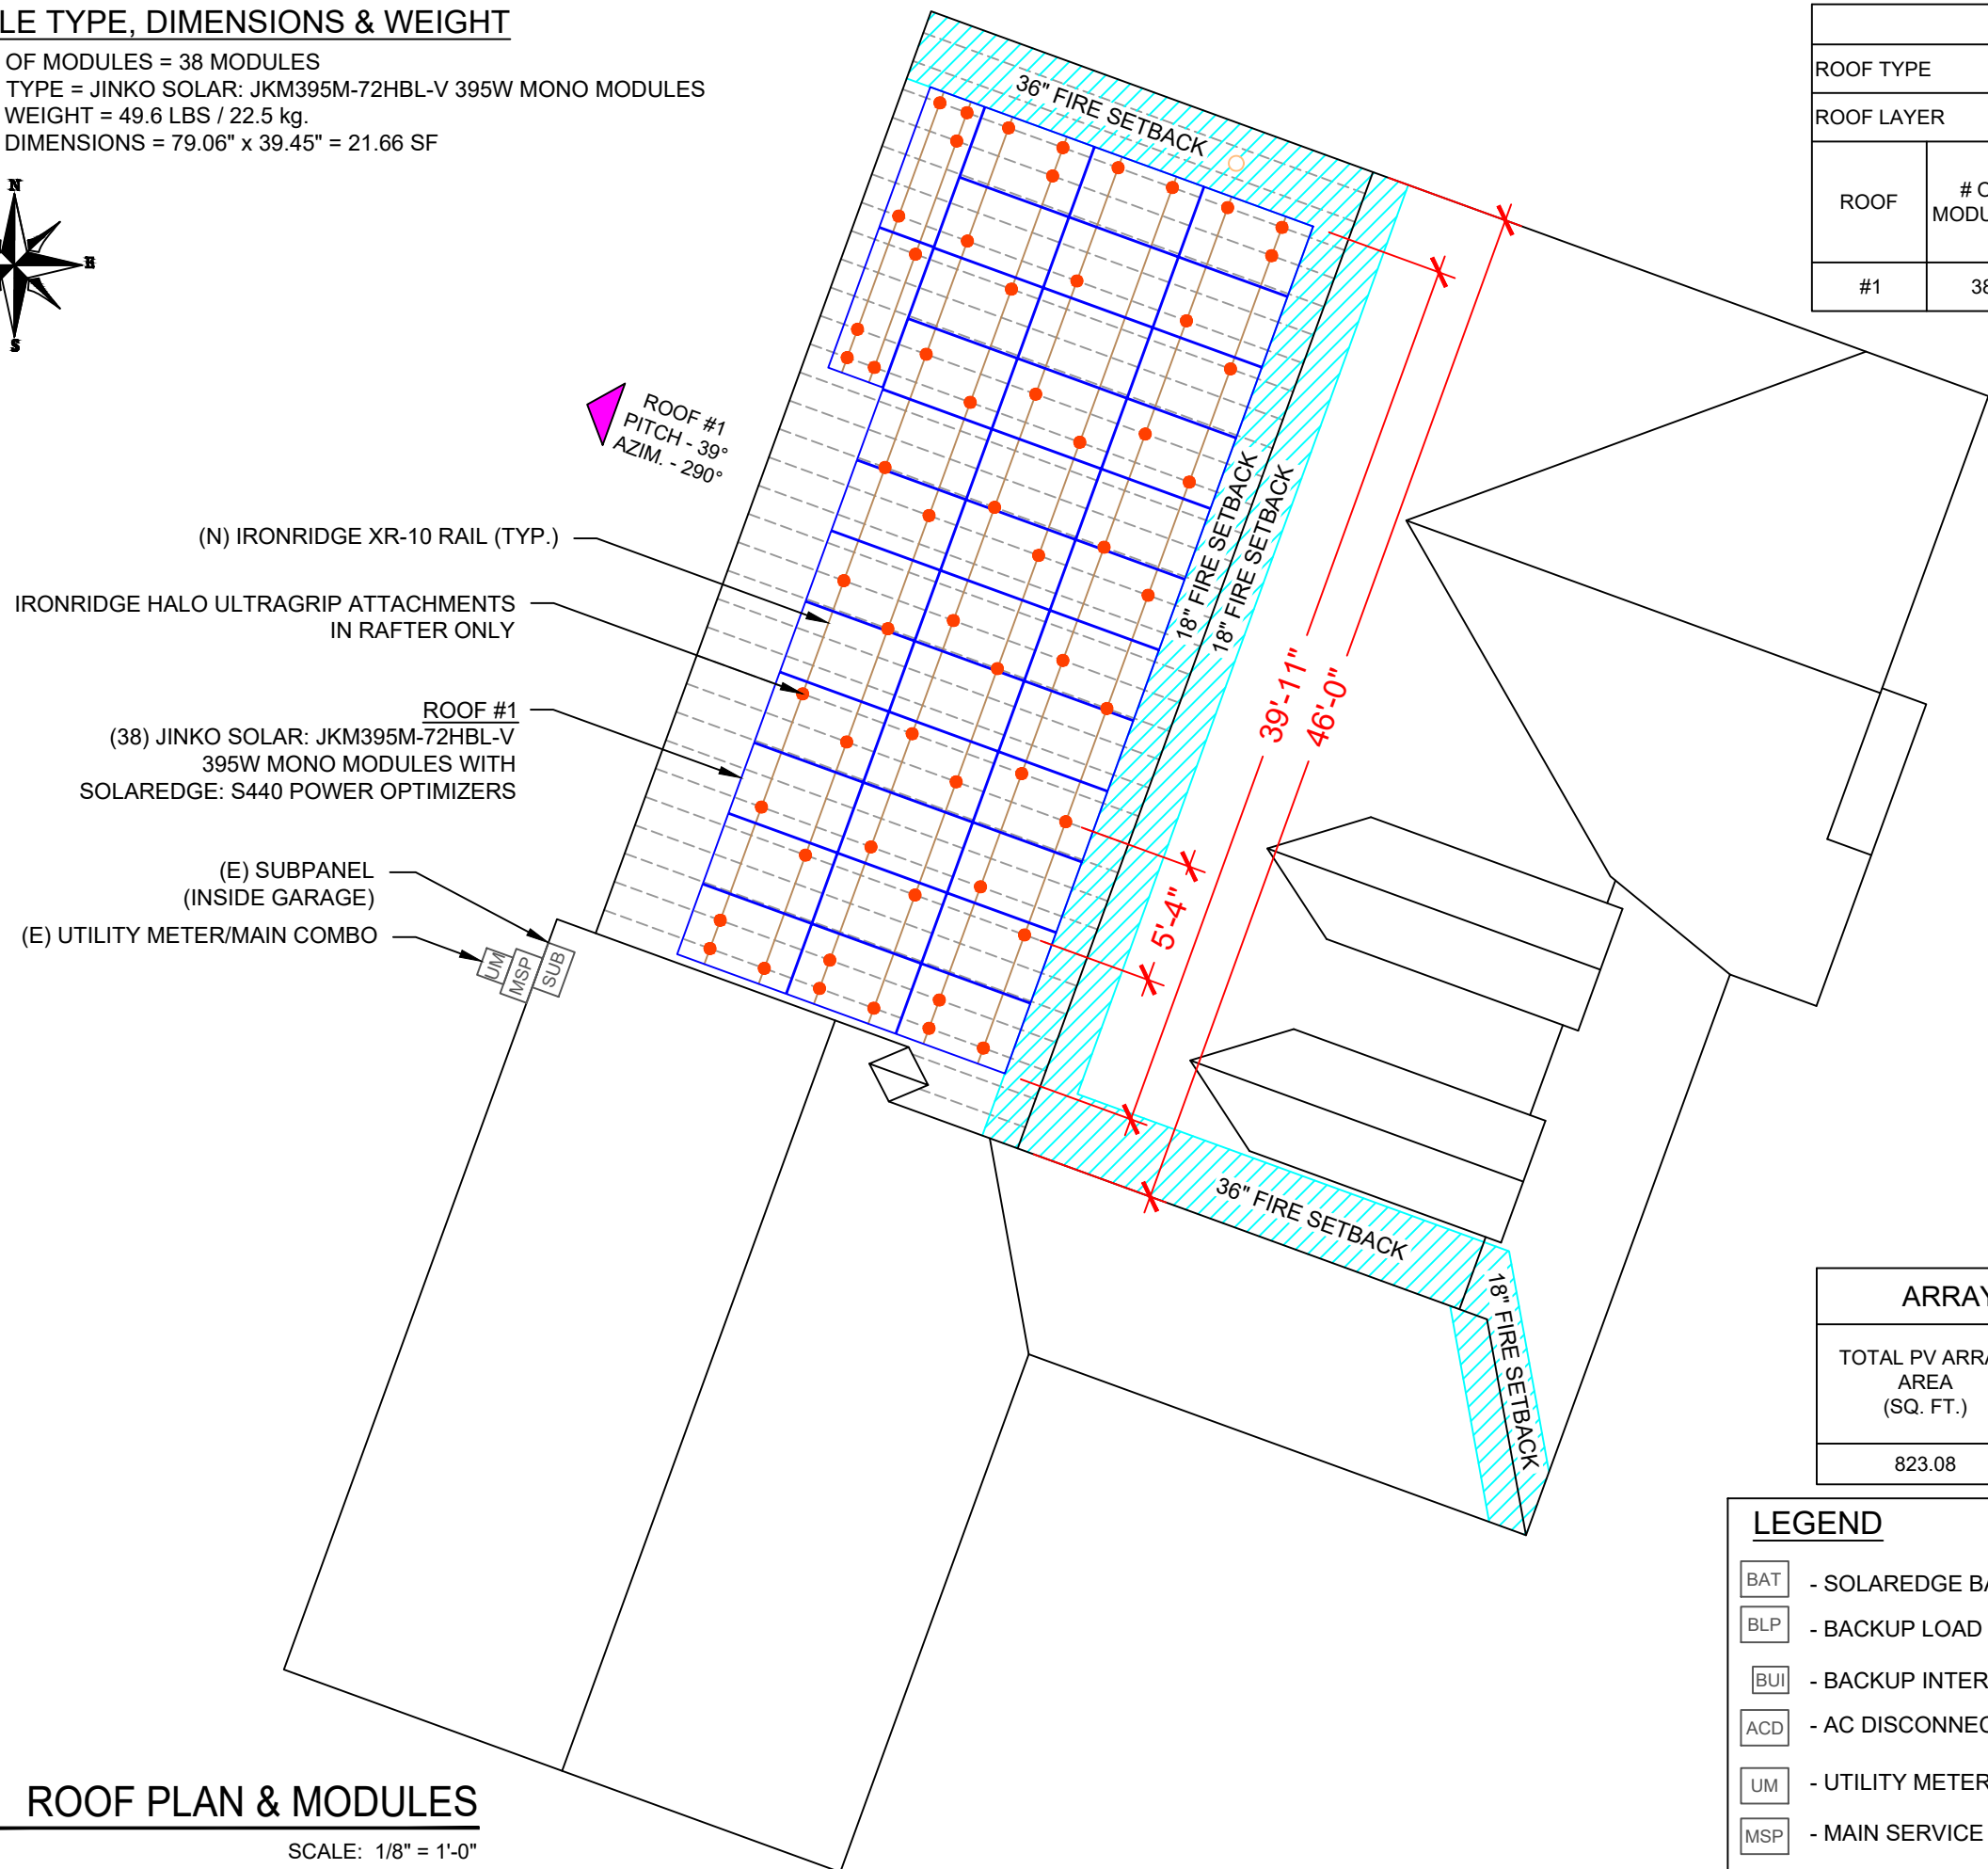 LE TYPE, DIMENSIONS & WEIGHT
OF MODULES = 38 MODULES
TYPE = JINKO SOLAR: JKM395M-72HBL-V 395W MONO MODULES
WEIGHT = 49.6 LBS / 22.5 kg.
DIMENSIONS = 79.06" x 39.45" = 21.66 SF
N
E
S
36" FIRE SETBACK
ROOF TYPE
ROOF LAYER
ROOF
# O
MODU
#1
38
ROOF #1
PITCH - 39°
AZIM. - 290°
(N) IRONRIDGE XR-10 RAIL (TYP.)
IRONRIDGE HALO ULTRAGRIP ATTACHMENTS
IN RAFTER ONLY
ROOF #1
(38) JINKO SOLAR: JKM395M-72HBL-V
395W MONO MODULES WITH
SOLAREDGE: S440 POWER OPTIMIZERS
(E) SUBPANEL
(INSIDE GARAGE)
(E) UTILITY METER/MAIN COMBO
UM
MSP
SUB
18" FIRE SETBACK
18" FIRE SETBACK
39'-11"
46'-0"
5'-4"
36" FIRE SETBACK
18" FIRE SETBACK
ARRAY
TOTAL PV ARRA
AREA
(SQ. FT.)
823.08
LEGEND
BAT - SOLAREDGE BA
BLP - BACKUP LOAD
BUI - BACKUP INTER
ACD - AC DISCONNEC
UM - UTILITY METER
MSP - MAIN SERVICE
ROOF PLAN & MODULES
SCALE: 1/8" = 1'-0"